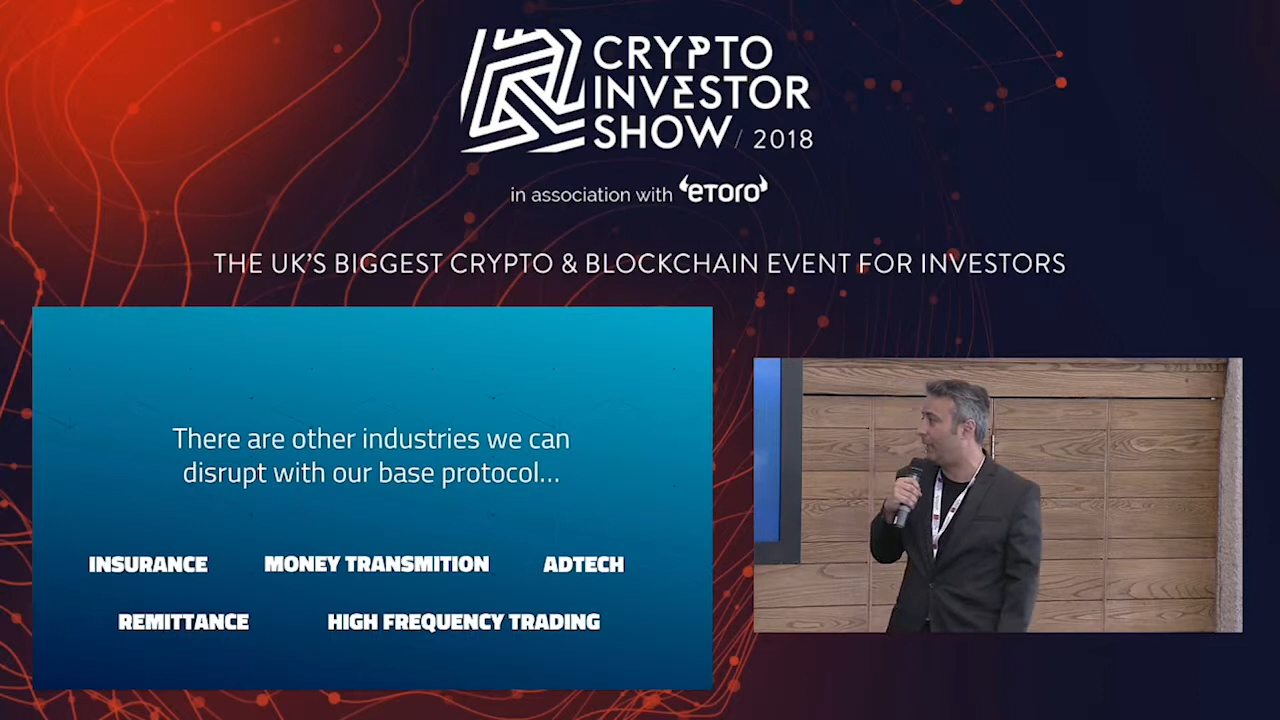 CRYPTO
INVESTOR
SHOW / 2018
in association with eToro
THE UK'S BIGGEST CRYPTO & BLOCKCHAIN EVENT FOR INVESTORS
There are other industries we can
disrupt with our base protocol...
INSURANCE MONEY TRANSMITION ADTECH
REMITTANCE HIGH FREQUENCY TRADING